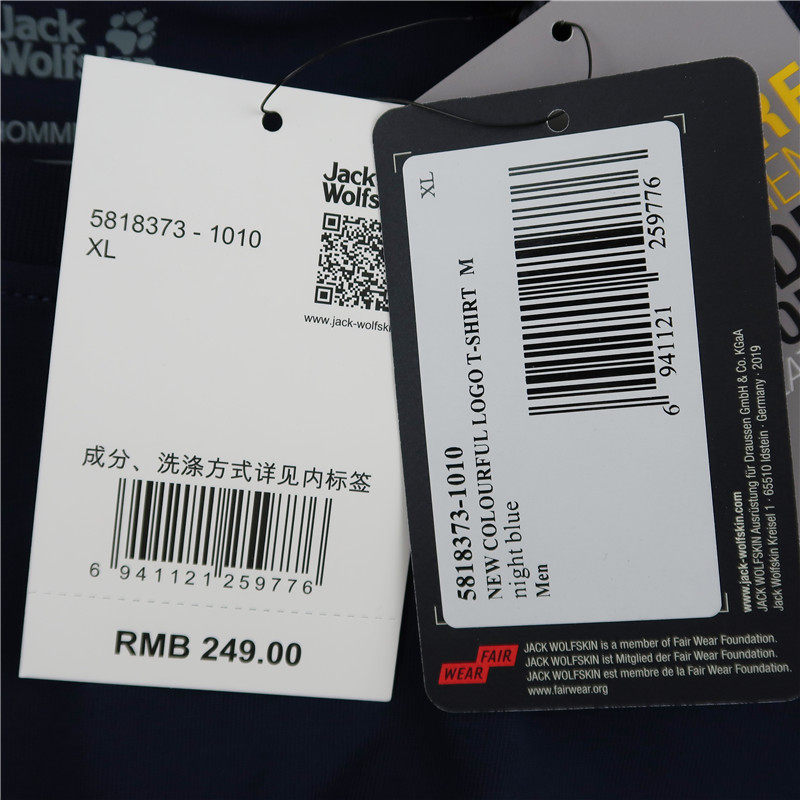 Jack
Wolfskin
HOMME
5818373 - 1010
XL
Jack
Wolfs
www.jack-wolfskin
成分、洗涤方式详见内标签
6 941121 259776
RMB 249.00
XL
6 941121 259776
5818373-1010
NEW COLOURFUL LOGO T-SHIRT M
night blue
Men
www.jack-wolfskin.com
JACK WOLFSKIN Ausrüstung für Draussen GmbH & Co. KGaA
Jack Wolfskin Kreisel 1 · 65510 Idstein · Germany · 2019
FAIR
WEAR
JACK WOLFSKIN is a member of Fair Wear Foundation.
JACK WOLFSKIN ist Mitglied der Fair Wear Foundation.
JACK WOLFSKIN est membre de la Fair Wear Foundation.
www.fairwear.org